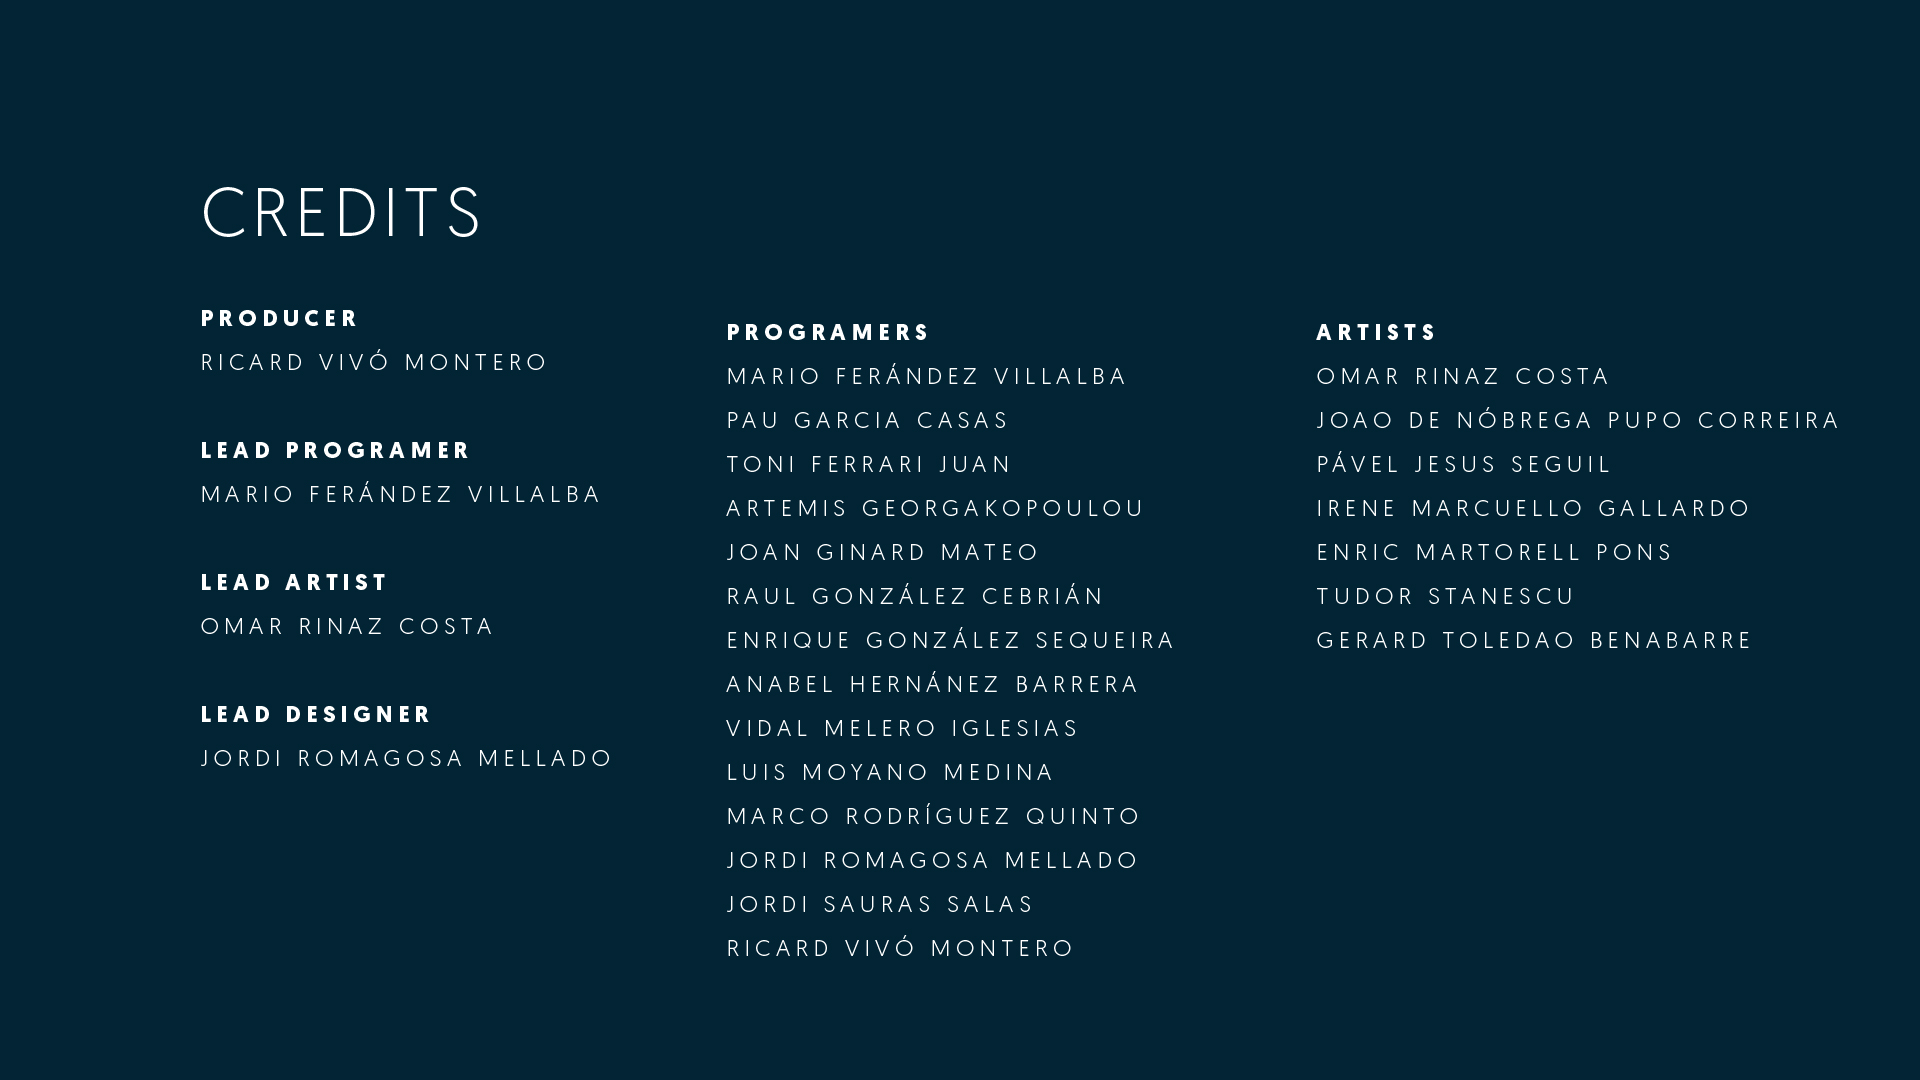 CREDITS
PRODUCER
RICARD VIVÓ MONTERO
LEAD PROGRAMER
MARIO FERÁNDEZ VILLALBA
LEAD ARTIST
OMAR RINAZ COSTA
LEAD DESIGNER
JORDI ROMAGOSA MELLADO
PROGRAMERS
MARIO FERÁNDEZ VILLALBA
PAU GARCIA CASAS
TONI FERRARI JUAN
ARTEMIS GEORGAKOPOULOU
JOAN GINARD MATEO
RAUL GONZÁLEZ CEBRIÁN
ENRIQUE GONZÁLEZ SEQUEIRA
ANABEL HERNÁNEZ BARRERA
VIDAL MELERO IGLESIAS
LUIS MOYANO MEDINA
MARCO RODRÍGUEZ QUINTO
JORDI ROMAGOSA MELLADO
JORDI SAURAS SALAS
RICARD VIVÓ MONTERO
ARTISTS
OMAR RINAZ COSTA
JOAO DE NÓBREGA PUPO CORREIRA
PÁVEL JESUS SEGUIL
IRENE MARCUELLO GALLARDO
ENRIC MARTORELL PONS
TUDOR STANESCU
GERARD TOLEDAO BENABARRE